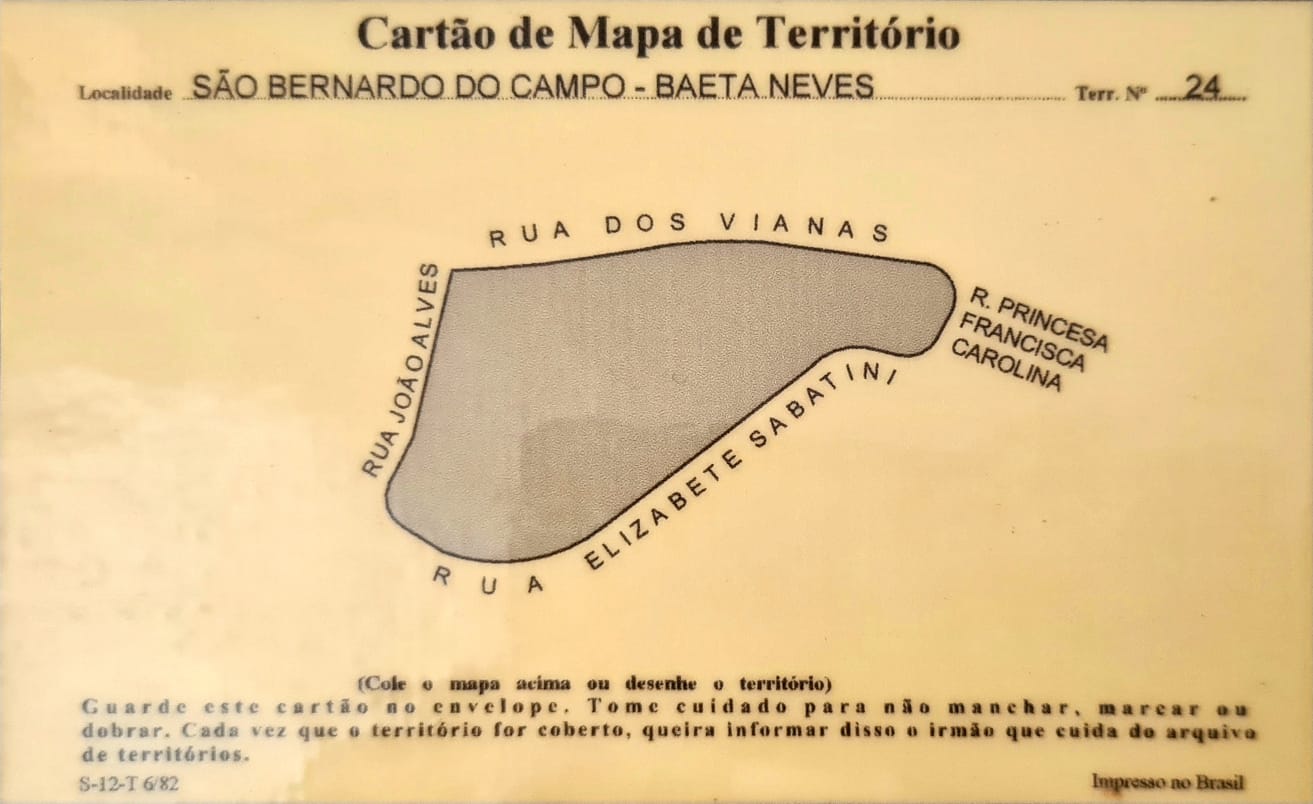 Cartão de Mapa de Território
Localidade SÃO BERNARDO DO CAMPO - BAETA NEVES Terr. Nº 24
RUA DOS VIANAS
RUA JOÃO ALVES
R. PRINCESA
FRANCISCA
CAROLINA
RUA ELIZABETE SABATINI
(Cole o mapa acima ou desenhe o território)
Guarde este cartão no envelope. Tome cuidado para não manchar, marcar ou
dobrar. Cada vez que o território for coberto, queira informar disso o irmão que cuida do arquivo
de territórios.
S-12-T 6/82 Impresso no Brasil